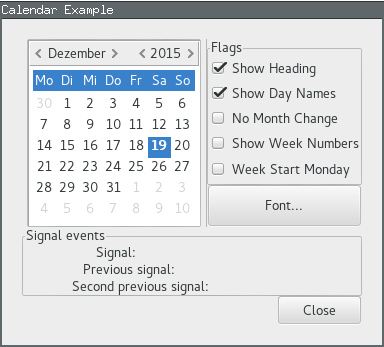 Calendar Example
Dezember 2015
Mo Di Mi Do Fr Sa So
30 1 2 3 4 5 6
7 8 9 10 11 12 13
14 15 16 17 18 19 20
21 22 23 24 25 26 27
28 29 30 31 1 2 3
4 5 6 7 8 9 10
Flags
Show Heading
Show Day Names
No Month Change
Show Week Numbers
Week Start Monday
Font...
Signal events
Signal:
Previous signal:
Second previous signal:
Close